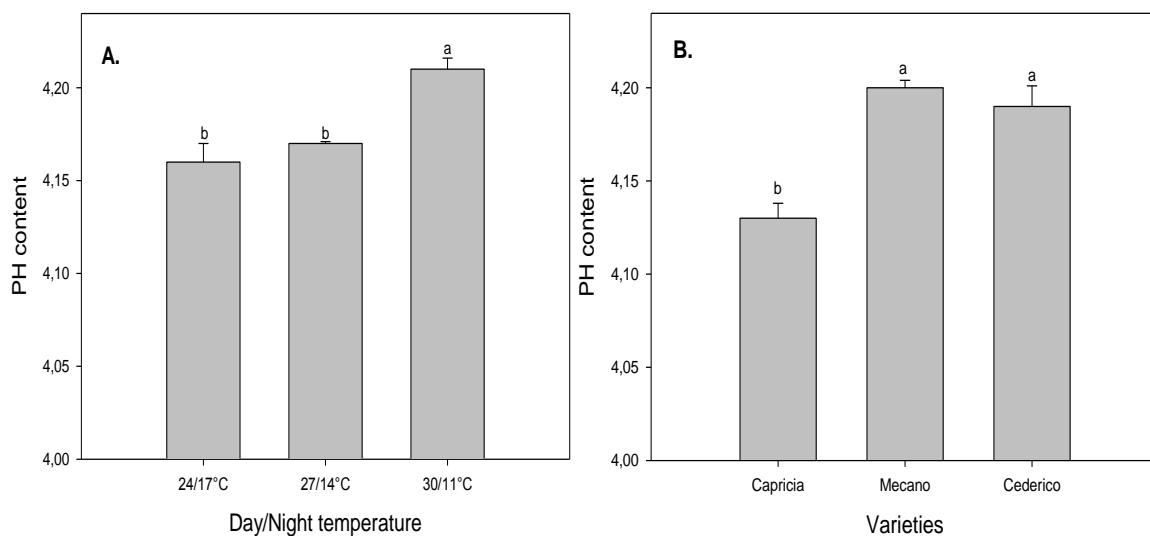 A.
PH content
4,20
4,15
4,10
4,05
4,00
b
b
a
24/17°C
27/14°C
30/11°C
Day/Night temperature
B.
PH content
4,20
4,15
4,10
4,05
4,00
b
a
a
Capricia
Mecano
Cederico
Varieties